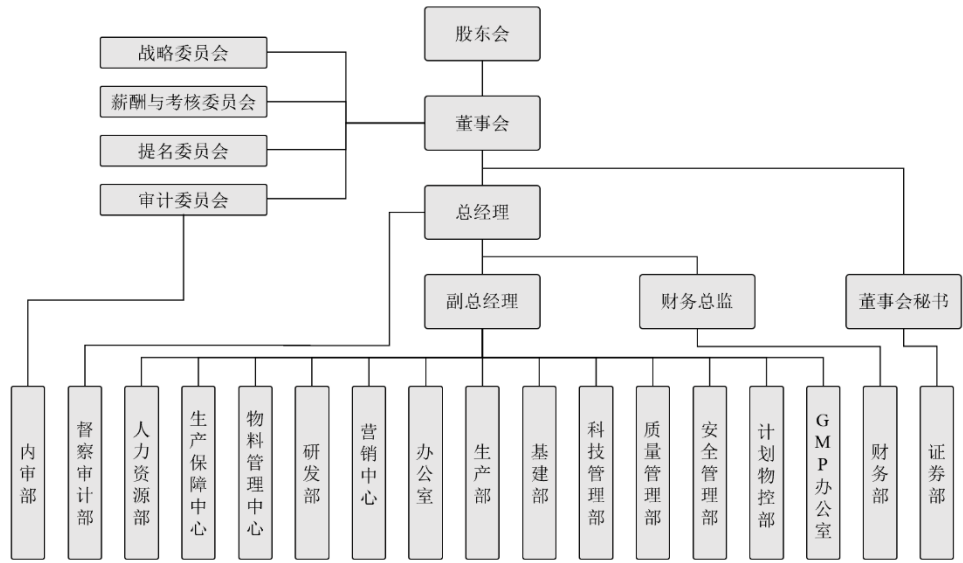 股东会
战略委员会
薪酬与考核委员会
董事会
提名委员会
审计委员会
总经理
副总经理
财务总监
董事会秘书
内审部
督察审计部
人力资源部
生产保障中心
物料管理中心
研发部
营销中心
办公室
生产部
基建部
科技管理部
质量管理部
安全管理部
计划物控部
GMP办公室
财务部
证券部